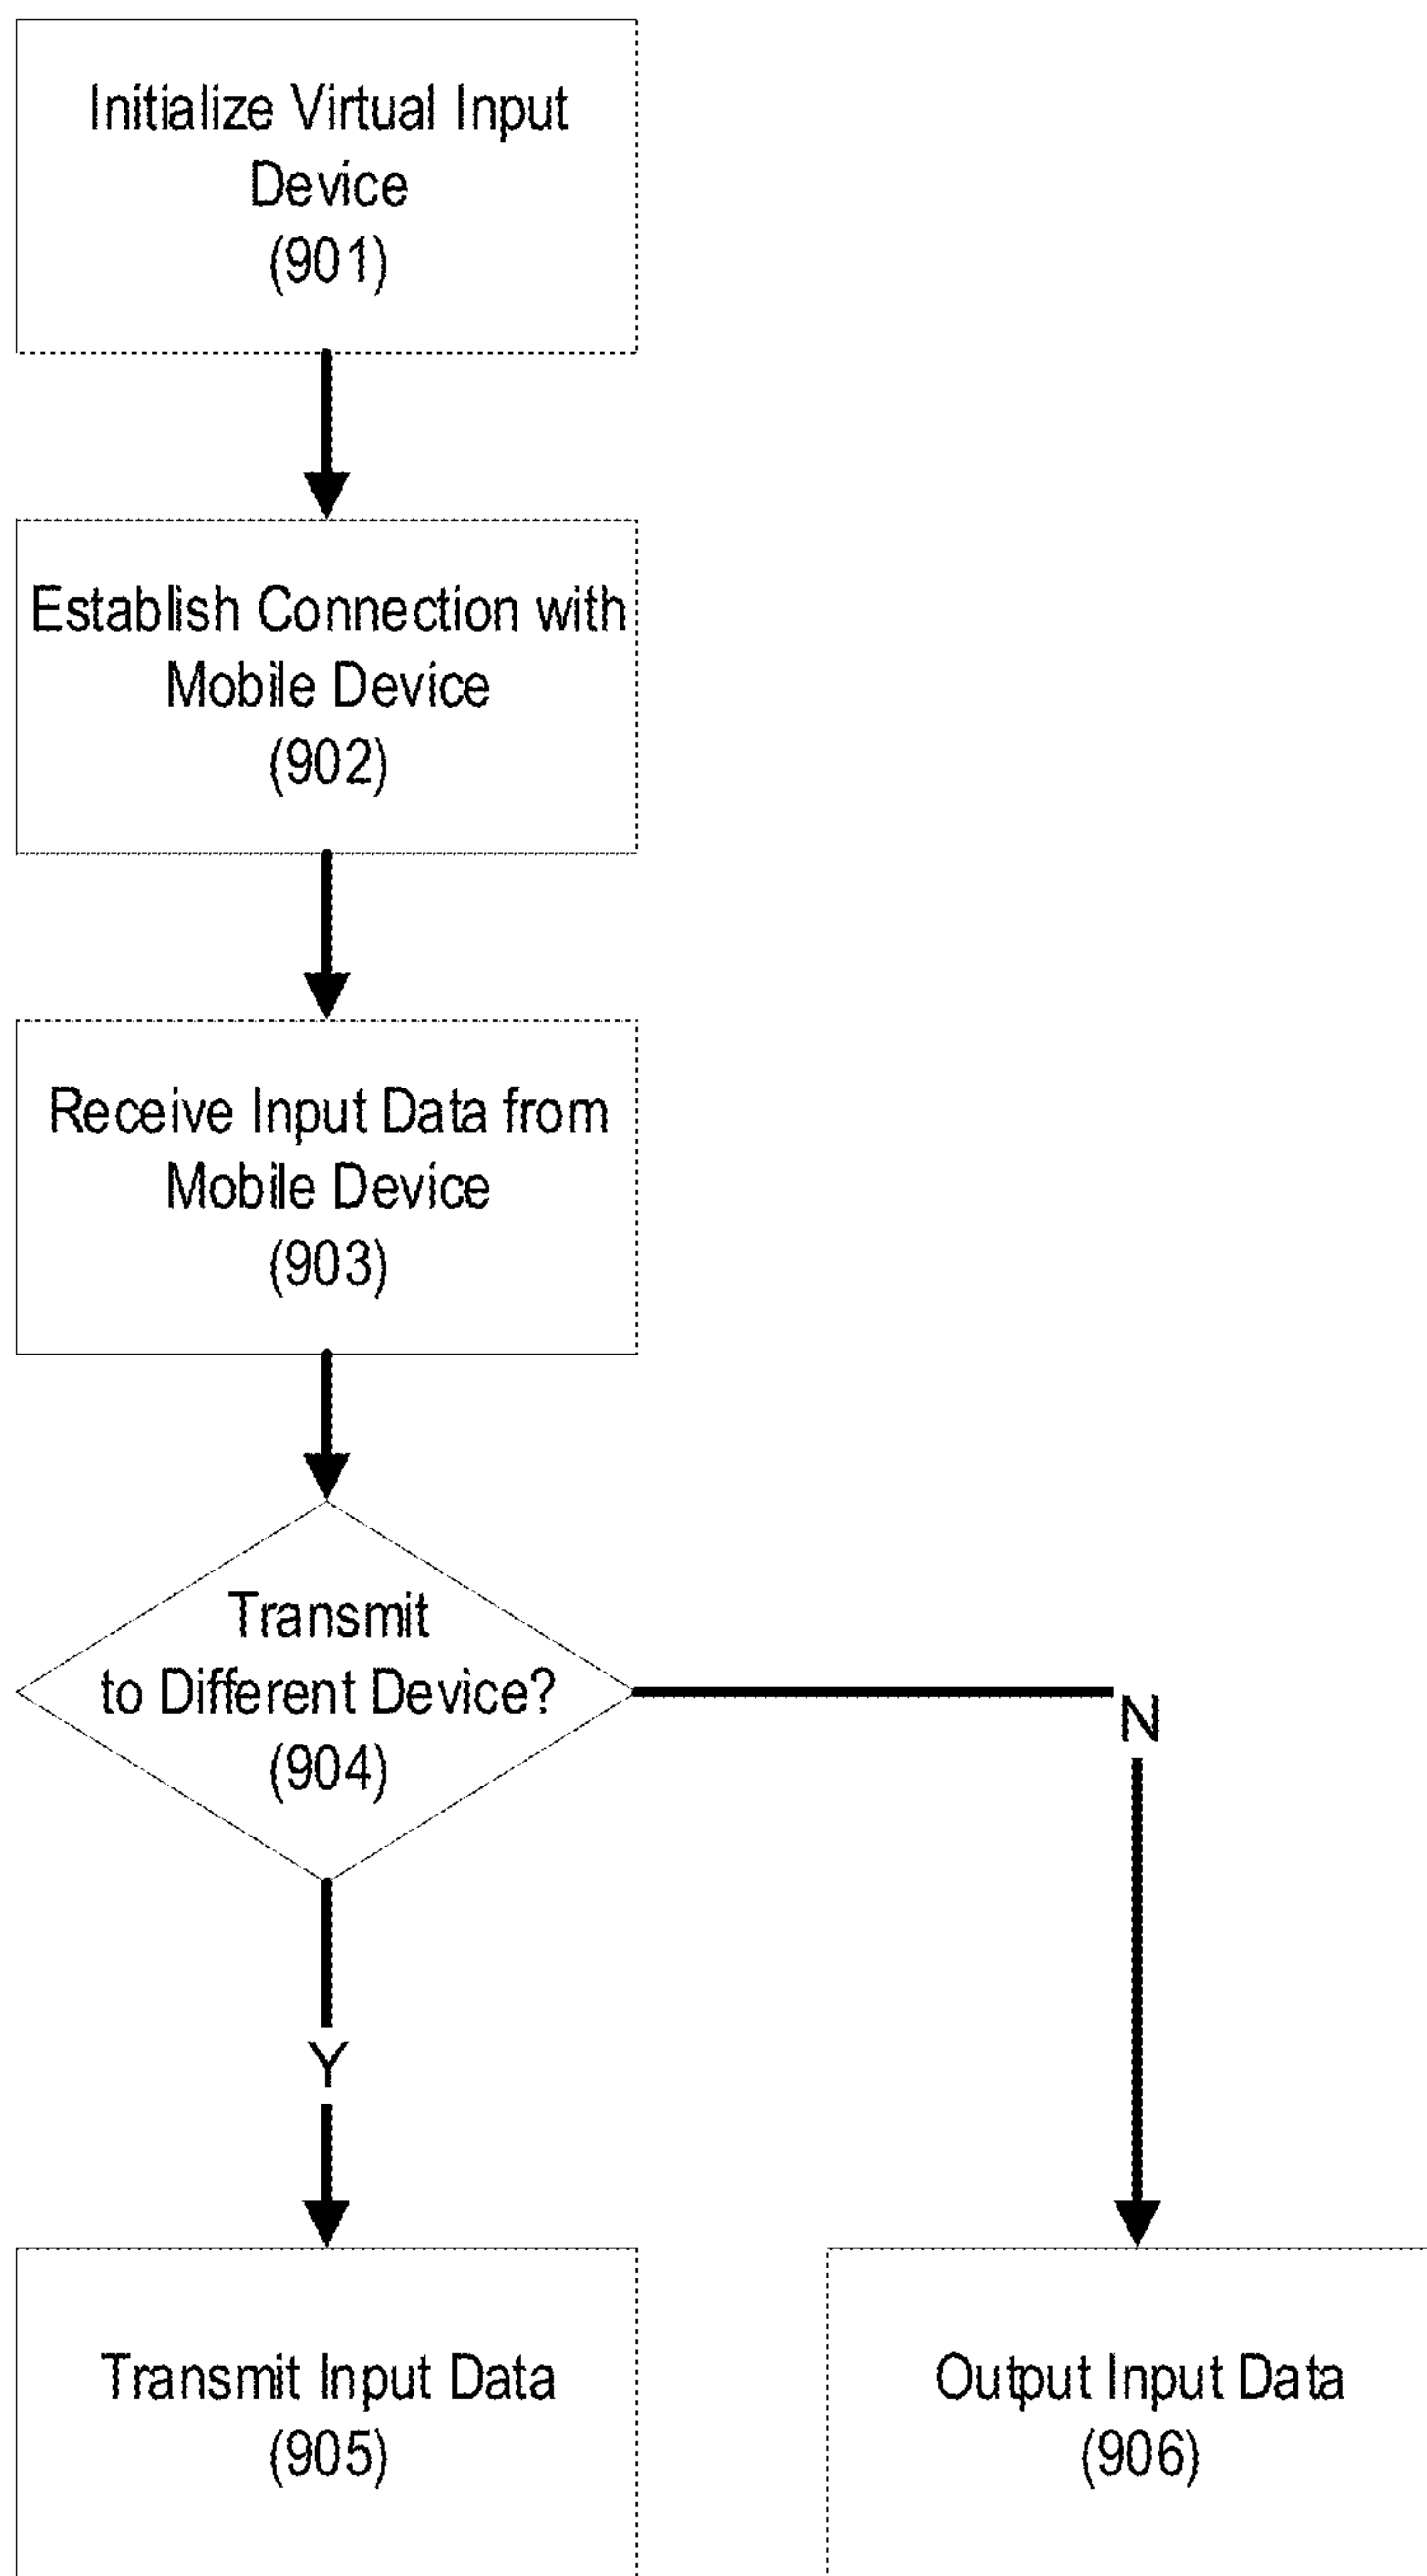 Initialize Virtual Input
Device
(901)
Establish Connection with
Mobile Device
(902)
Receive Input Data from
Mobile Device
(903)
Transmit
to Different Device?
(904)
N
Y
Transmit Input Data
(905)
Output Input Data
(906)